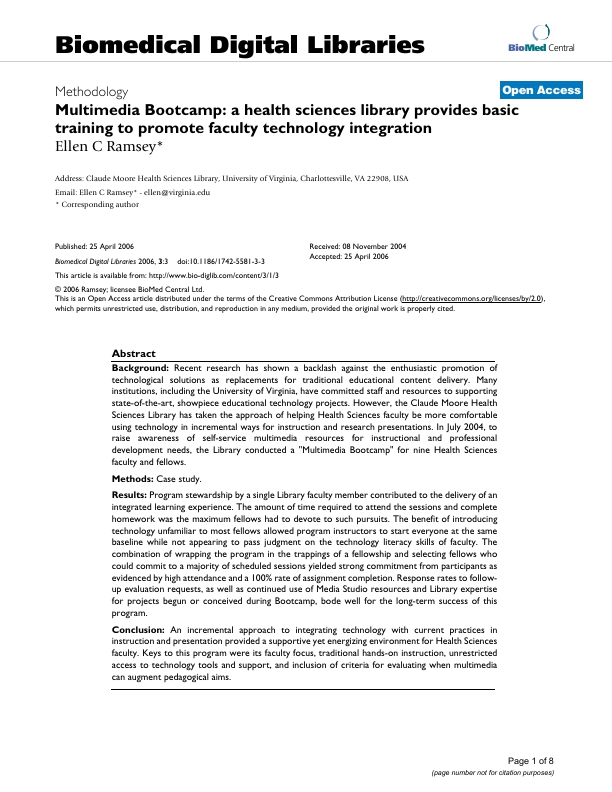 Biomedical Digital Libraries
BioMed Central
Methodology
Open Access
Multimedia Bootcamp: a health sciences library provides basic
training to promote faculty technology integration
Ellen C Ramsey*
Address: Claude Moore Health Sciences Library, University of Virginia, Charlottesville, VA 22908, USA
Email: Ellen C Ramsey* - ellen@virginia.edu
* Corresponding author
Published: 25 April 2006
Biomedical Digital Libraries 2006, 3:3 doi:10.1186/1742-5581-3-3
This article is available from: http://www.bio-diglib.com/content/3/1/3
Received: 08 November 2004
Accepted: 25 April 2006
© 2006 Ramsey; licensee BioMed Central Ltd.
This is an Open Access article distributed under the terms of the Creative Commons Attribution License (http://creativecommons.org/licenses/by/2.0),
which permits unrestricted use, distribution, and reproduction in any medium, provided the original work is properly cited.
Abstract
Background: Recent research has shown a backlash against the enthusiastic promotion of
technological solutions as replacements for traditional educational content delivery. Many
institutions, including the University of Virginia, have committed staff and resources to supporting
state-of-the-art, showpiece educational technology projects. However, the Claude Moore Health
Sciences Library has taken the approach of helping Health Sciences faculty be more comfortable
using technology in incremental ways for instruction and research presentations. In July 2004, to
raise awareness of self-service multimedia resources for instructional and professional
development needs, the Library conducted a "Multimedia Bootcamp" for nine Health Sciences
faculty and fellows.
Methods: Case study.
Results: Program stewardship by a single Library faculty member contributed to the delivery of an
integrated learning experience. The amount of time required to attend the sessions and complete
homework was the maximum fellows had to devote to such pursuits. The benefit of introducing
technology unfamiliar to most fellows allowed program instructors to start everyone at the same
baseline while not appearing to pass judgment on the technology literacy skills of faculty. The
combination of wrapping the program in the trappings of a fellowship and selecting fellows who
could commit to a majority of scheduled sessions yielded strong commitment from participants as
evidenced by high attendance and a 100% rate of assignment completion. Response rates to follow-
up evaluation requests, as well as continued use of Media Studio resources and Library expertise
for projects begun or conceived during Bootcamp, bode well for the long-term success of this
program.
Conclusion: An incremental approach to integrating technology with current practices in
instruction and presentation provided a supportive yet energizing environment for Health Sciences
faculty. Keys to this program were its faculty focus, traditional hands-on instruction, unrestricted
access to technology tools and support, and inclusion of criteria for evaluating when multimedia
can augment pedagogical aims.
Page 1 of 8
(page number not for citation purposes)